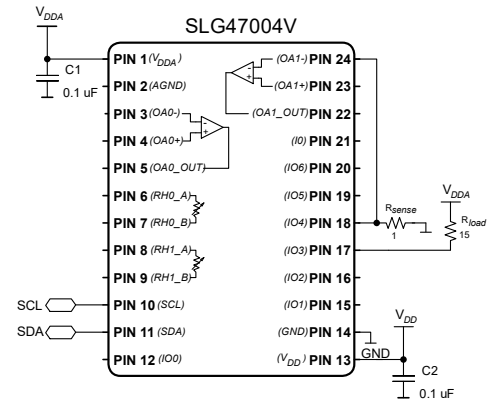 SLG47004V
V_DDA
C1
0.1 uF
PIN 1 (V_DDA)
PIN 2 (AGND)
PIN 3 (OA0-)
PIN 4 (OA0+)
PIN 5 (OA0_OUT)
PIN 6 (RH0_A)
PIN 7 (RH0_B)
PIN 8 (RH1_A)
PIN 9 (RH1_B)
SCL PIN 10 (SCL)
SDA PIN 11 (SDA)
PIN 12 (IO0)
(OA1-) PIN 24
(OA1+) PIN 23
(OA1_OUT) PIN 22
(I0) PIN 21
(IO6) PIN 20
(IO5) PIN 19
(IO4) PIN 18
(IO3) PIN 17
(IO2) PIN 16
(IO1) PIN 15
(GND) PIN 14
(V_DD) PIN 13
R_sense
1
V_DDA
R_load
15
GND
V_DD
C2
0.1 uF